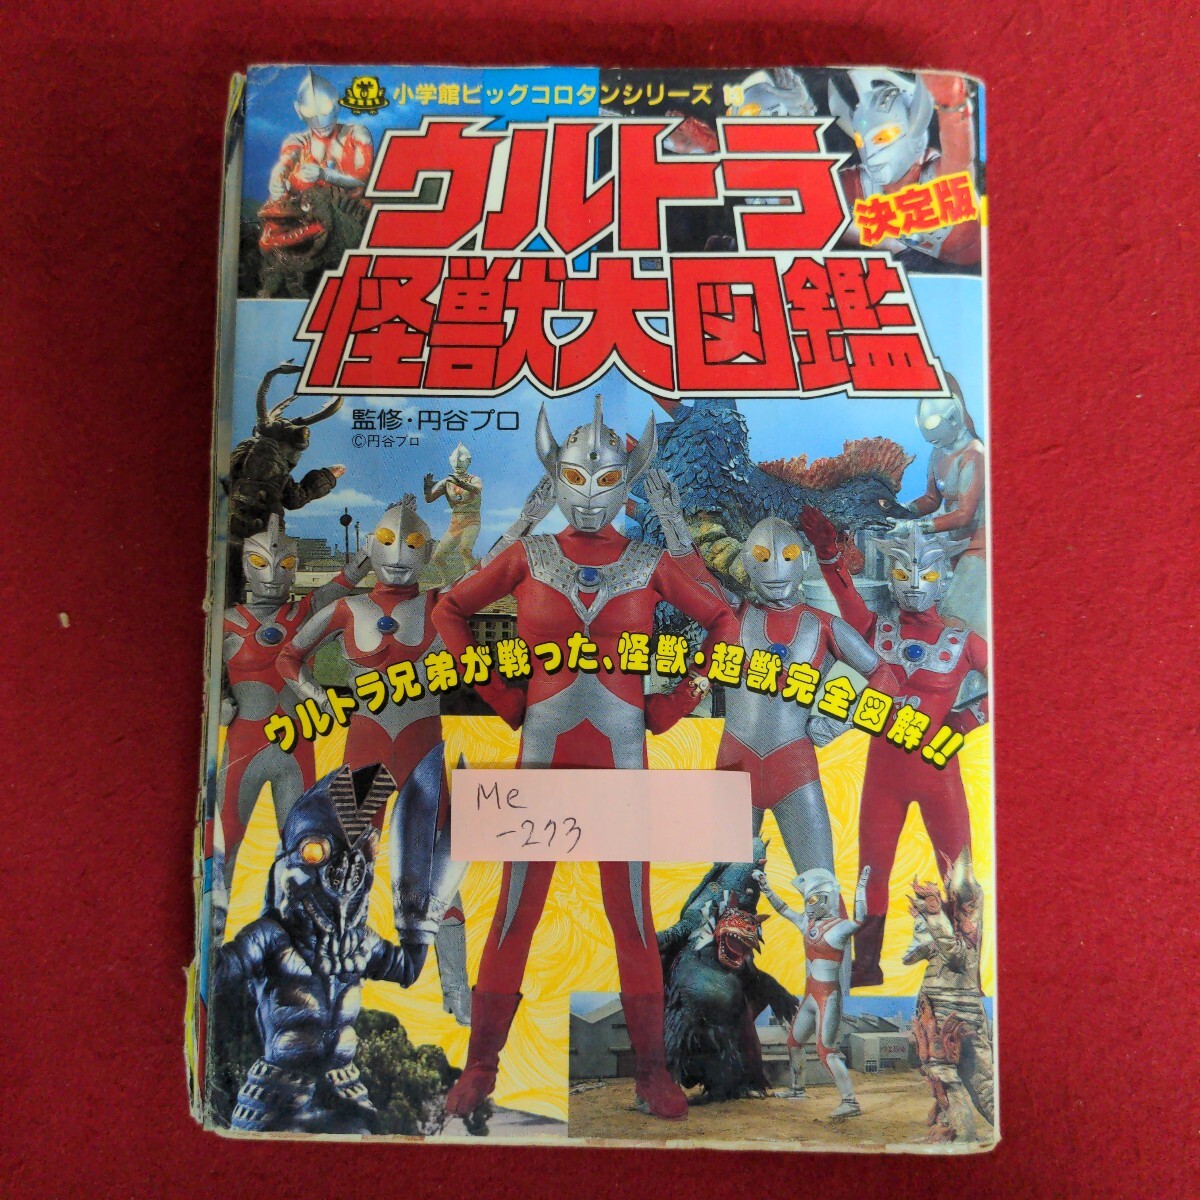 小学館ビッグコロタンシリーズ
ウルトラ
決定版
怪獣大図鑑
監修・円谷プロ
©円谷プロ
ウルトラ兄弟が戦った、怪獣・超獣完全図解!!
Me
-273